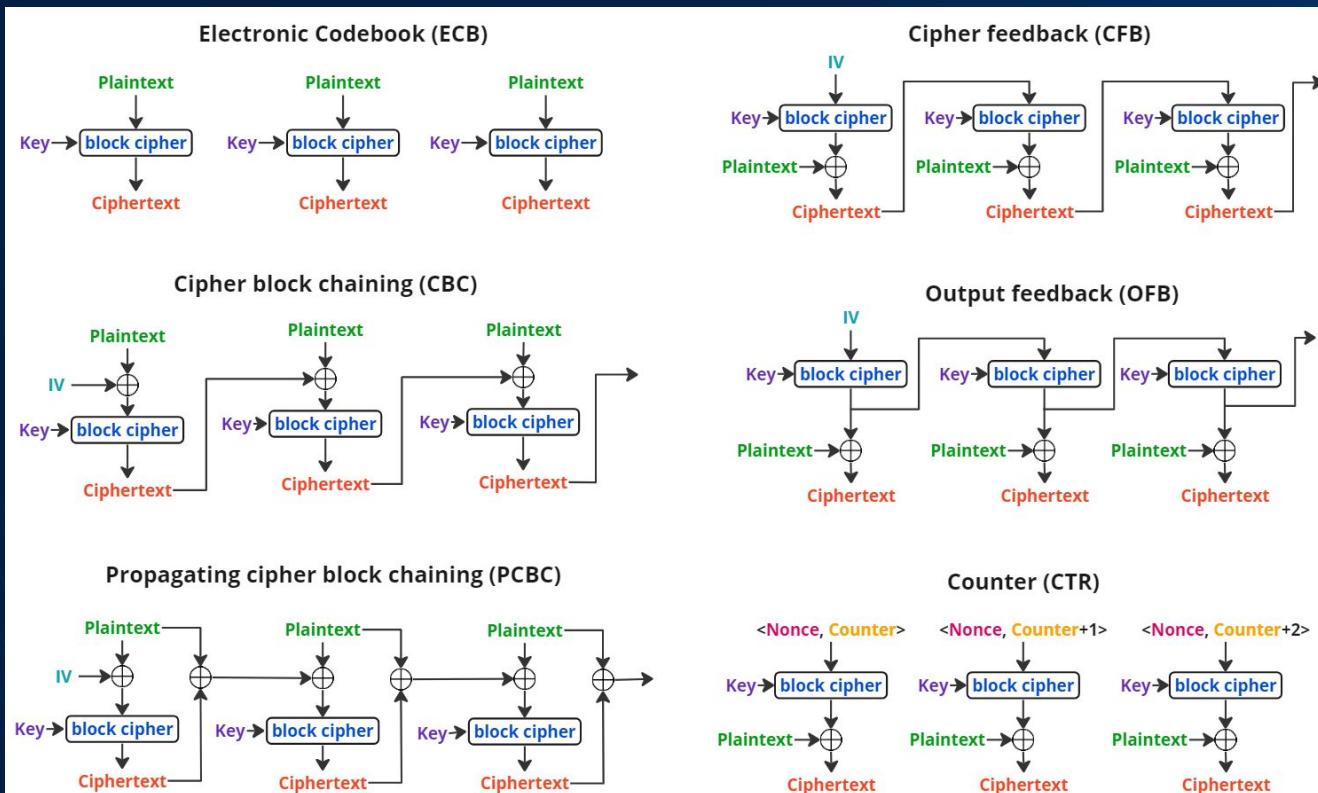 Electronic Codebook (ECB)
Plaintext Plaintext Plaintext
Key block cipher Key block cipher Key block cipher
Ciphertext Ciphertext Ciphertext
Cipher block chaining (CBC)
Plaintext Plaintext Plaintext
IV
Key block cipher Key block cipher Key block cipher
Ciphertext Ciphertext Ciphertext
Propagating cipher block chaining (PCBC)
Plaintext Plaintext Plaintext
IV
Key block cipher Key block cipher Key block cipher
Ciphertext Ciphertext Ciphertext
Cipher feedback (CFB)
IV
Key block cipher Key block cipher Key block cipher
Plaintext Plaintext Plaintext
Ciphertext Ciphertext Ciphertext
Output feedback (OFB)
IV
Key block cipher Key block cipher Key block cipher
Plaintext Plaintext Plaintext
Ciphertext Ciphertext Ciphertext
Counter (CTR)
<Nonce, Counter> <Nonce, Counter+1> <Nonce, Counter+2>
Key block cipher Key block cipher Key block cipher
Plaintext Plaintext Plaintext
Ciphertext Ciphertext Ciphertext